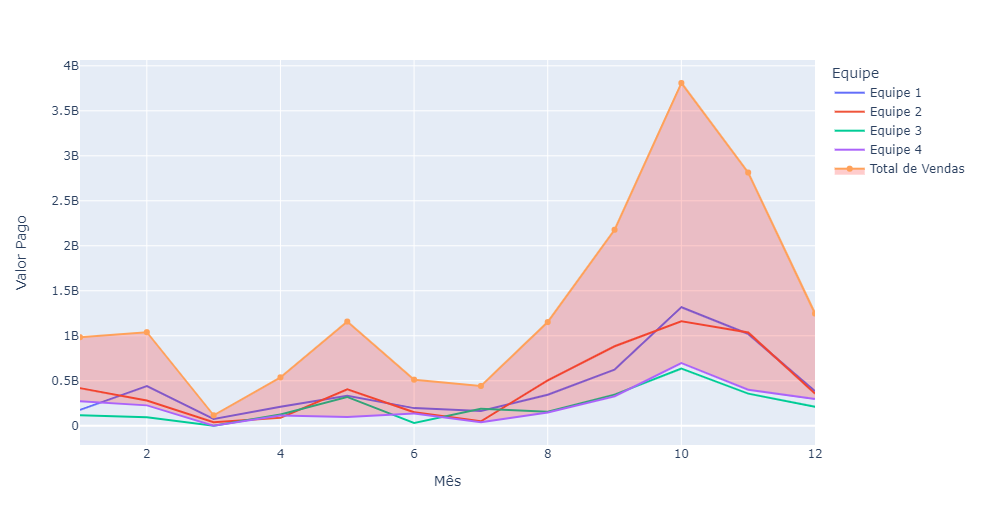 4B
3.5B
3B
2.5B
2B
1.5B
1B
0.5B
0
Valor Pago
2
4
6
8
10
12
Mês
Equipe
Equipe 1
Equipe 2
Equipe 3
Equipe 4
Total de Vendas